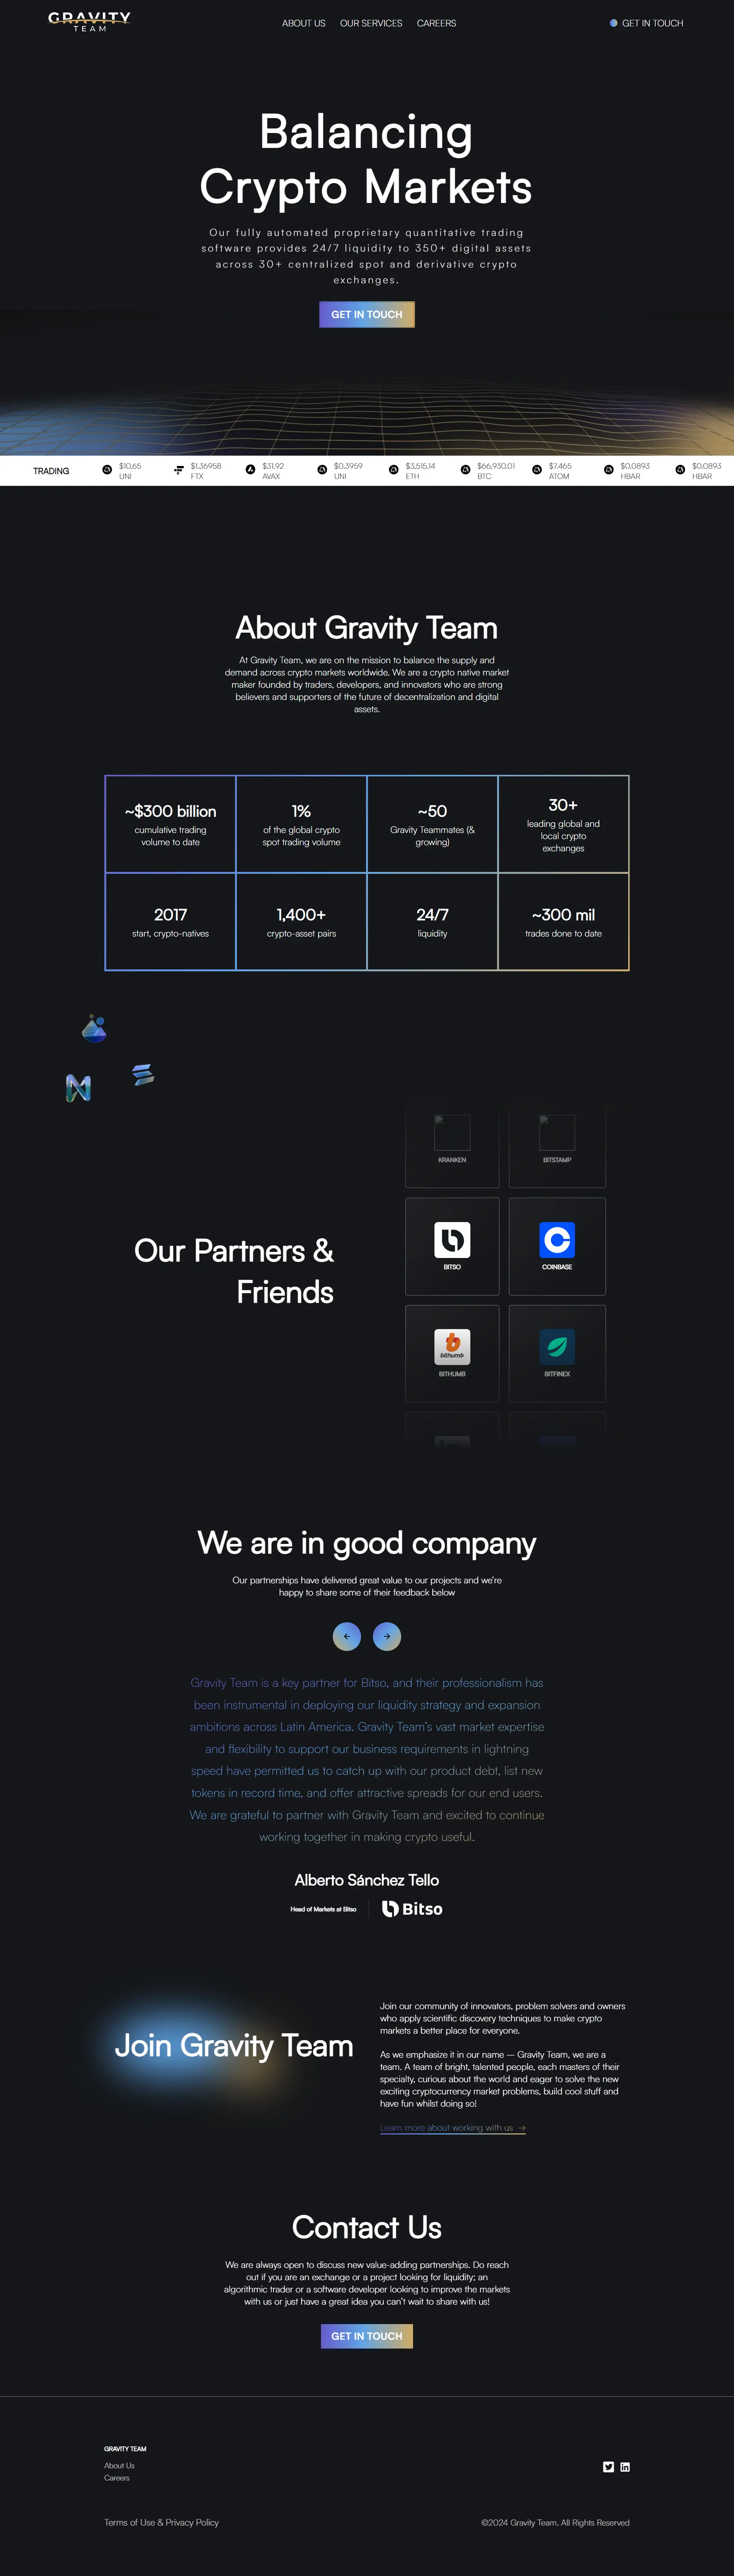 GRAVITY
TEAM
ABOUT US OUR SERVICES CAREERS
GET IN TOUCH
Balancing
Crypto Markets
Our fully automated proprietary quantitative trading
software provides 24/7 liquidity to 350+ digital assets
across 30+ centralized spot and derivative crypto
exchanges.
GET IN TOUCH
TRADING
$10.65
UNI
$1.36958
FTX
$31.92
AVAX
$0.3959
UNI
$3,515.14
ETH
$66,930.01
BTC
$7.465
ATOM
$0.0893
HBAR
$0.0893
HBAR
About Gravity Team
At Gravity Team, we are on the mission to balance the supply and
demand across crypto markets worldwide. We are a crypto native market
maker founded by traders, developers, and innovators who are strong
believers and supporters of the future of decentralization and digital
assets.
~$300 billion
cumulative trading
volume to date
1%
of the global crypto
spot trading volume
~50
Gravity Teammates (&
growing)
30+
leading global and
local crypto
exchanges
2017
start, crypto-natives
1,400+
crypto-asset pairs
24/7
liquidity
~300 mil
trades done to date
Our Partners &
Friends
KRANKEN
BITSTAMP
BITSO
COINBASE
bithumb
BITHUMB
BITFINEX
We are in good company
Our partnerships have delivered great value to our projects and we're
happy to share some of their feedback below
Gravity Team is a key partner for Bitso, and their professionalism has
been instrumental in deploying our liquidity strategy and expansion
ambitions across Latin America. Gravity Team's vast market expertise
and flexibility to support our business requirements in lightning
speed have permitted us to catch up with our product debt, list new
tokens in record time, and offer attractive spreads for our end users.
We are grateful to partner with Gravity Team and excited to continue
working together in making crypto useful.
Alberto Sánchez Tello
Head of Markets at Bitso
Bitso
Join Gravity Team
Join our community of innovators, problem solvers and owners
who apply scientific discovery techniques to make crypto
markets a better place for everyone.
As we emphasize it in our name — Gravity Team, we are a
team. A team of bright, talented people, each masters of their
specialty, curious about the world and eager to solve the new
exciting cryptocurrency market problems, build cool stuff and
have fun whilst doing so!
Learn more about working with us →
Contact Us
We are always open to discuss new value-adding partnerships. Do reach
out if you are an exchange or a project looking for liquidity; an
algorithmic trader or a software developer looking to improve the markets
with us or just have a great idea you can't wait to share with us!
GET IN TOUCH
GRAVITY TEAM
About Us
Careers
Terms of Use & Privacy Policy
©2024 Gravity Team. All Rights Reserved